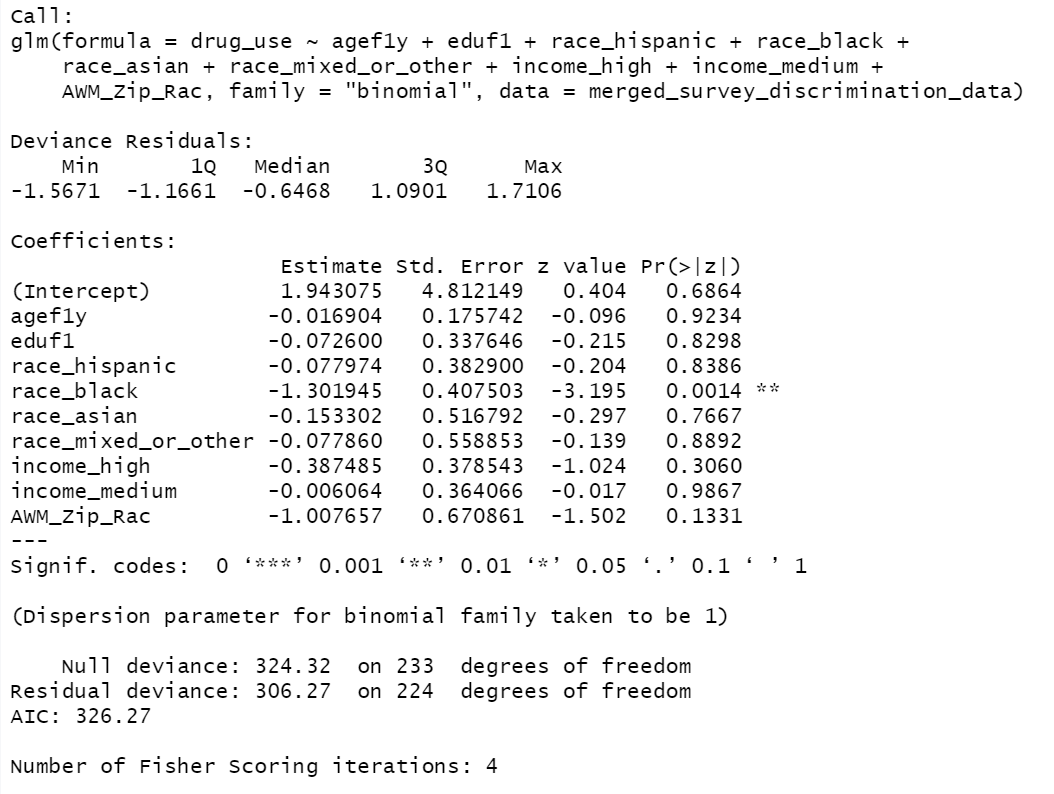 Call:
glm(formula = drug_use ~ agef1y + eduf1 + race_hispanic + race_black +
    race_asian + race_mixed_or_other + income_high + income_medium +
    AWM_Zip_Rac, family = "binomial", data = merged_survey_discrimination_data)

Deviance Residuals:
    Min       1Q   Median       3Q      Max
-1.5671  -1.1661  -0.6468   1.0901   1.7106

Coefficients:
                     Estimate Std. Error z value Pr(>|z|)
(Intercept)          1.943075   4.812149   0.404   0.6864
agef1y              -0.016904   0.175742  -0.096   0.9234
eduf1               -0.072600   0.337646  -0.215   0.8298
race_hispanic       -0.077974   0.382900  -0.204   0.8386
race_black          -1.301945   0.407503  -3.195   0.0014 **
race_asian          -0.153302   0.516792  -0.297   0.7667
race_mixed_or_other -0.077860   0.558853  -0.139   0.8892
income_high         -0.387485   0.378543  -1.024   0.3060
income_medium       -0.006064   0.364066  -0.017   0.9867
AWM_Zip_Rac         -1.007657   0.670861  -1.502   0.1331
---
Signif. codes:  0 ‘***’ 0.001 ‘**’ 0.01 ‘*’ 0.05 ‘.’ 0.1 ‘ ’ 1

(Dispersion parameter for binomial family taken to be 1)

    Null deviance: 324.32  on 233  degrees of freedom
Residual deviance: 306.27  on 224  degrees of freedom
AIC: 326.27

Number of Fisher Scoring iterations: 4